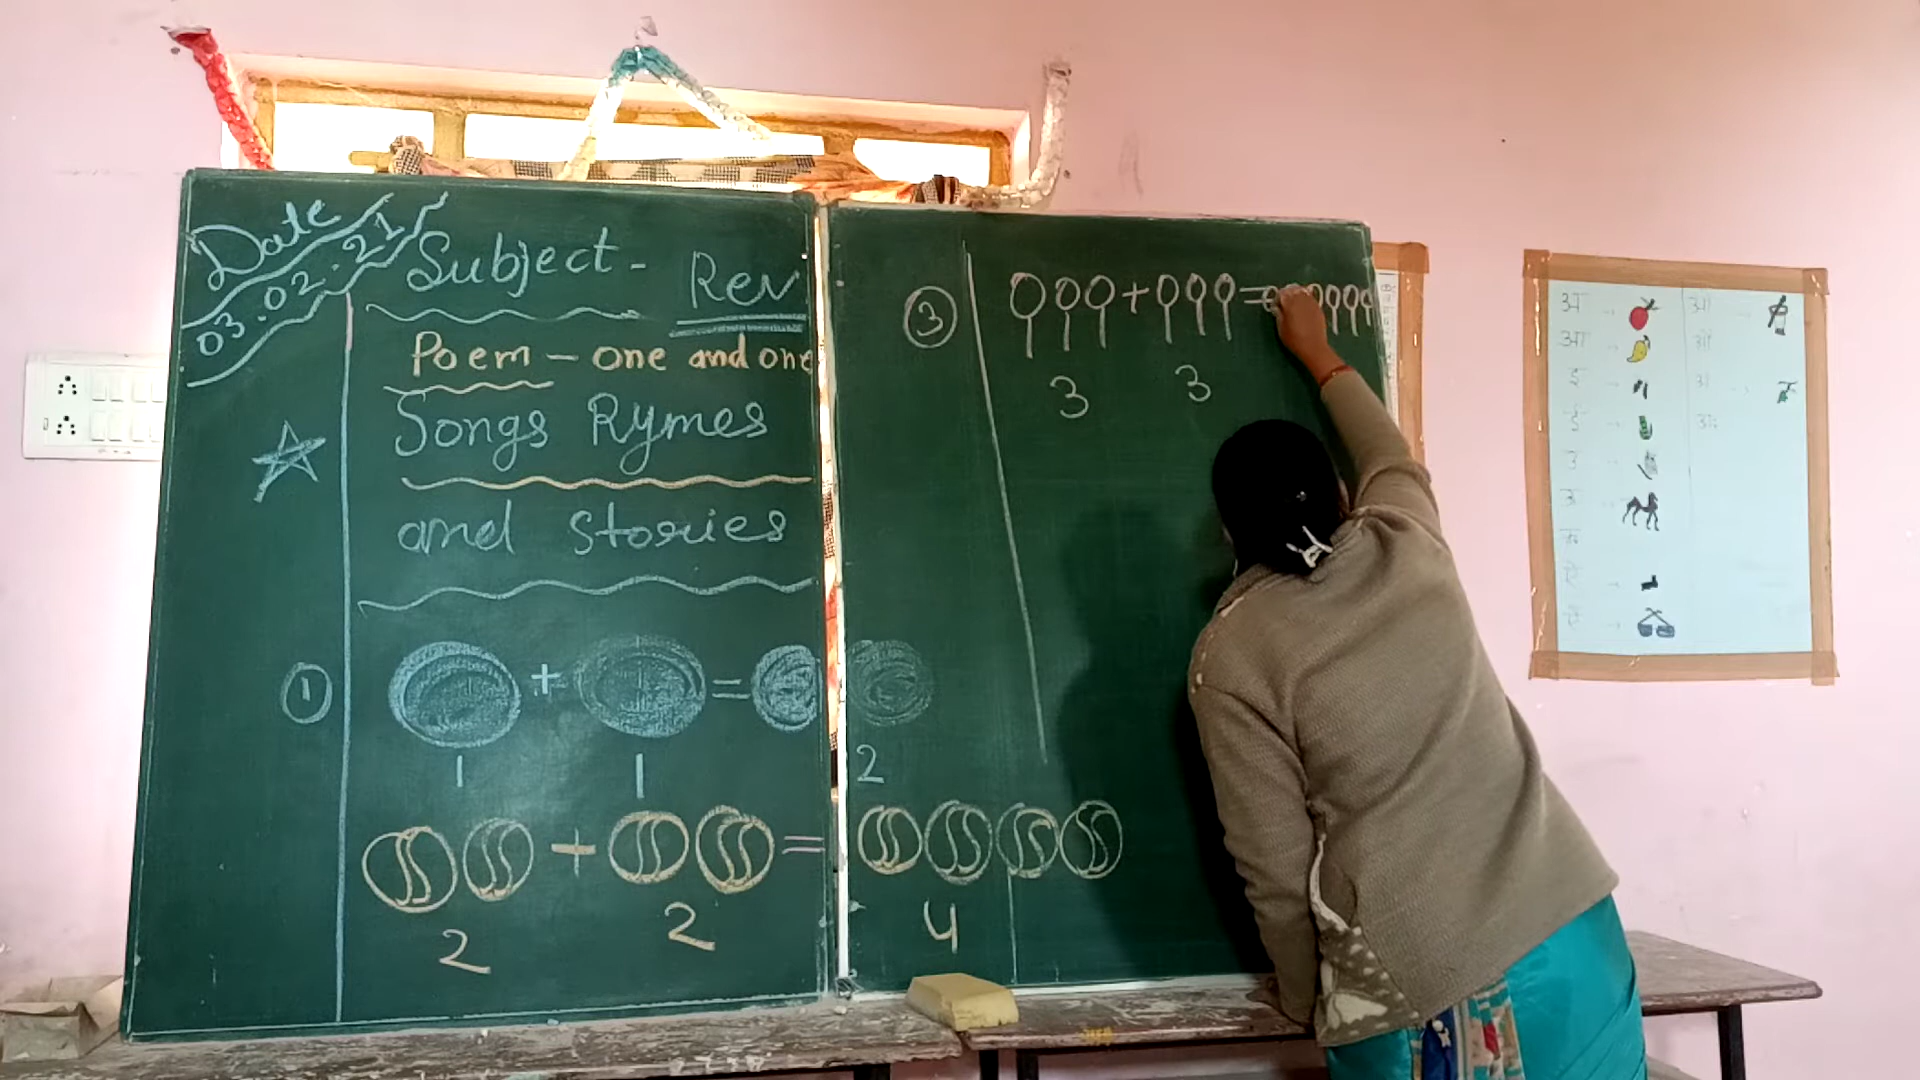 Date
03.02.21
Subject - Rev
Poem - one and one
Songs Rymes
and stories
①
+ =
1 1 2
+ =
2 2 4
③
+ =
3 3
अ →
आ →
इ →
ई →
उ →
ऊ →
ऋ
ऐ →
ओ
अं →
अः